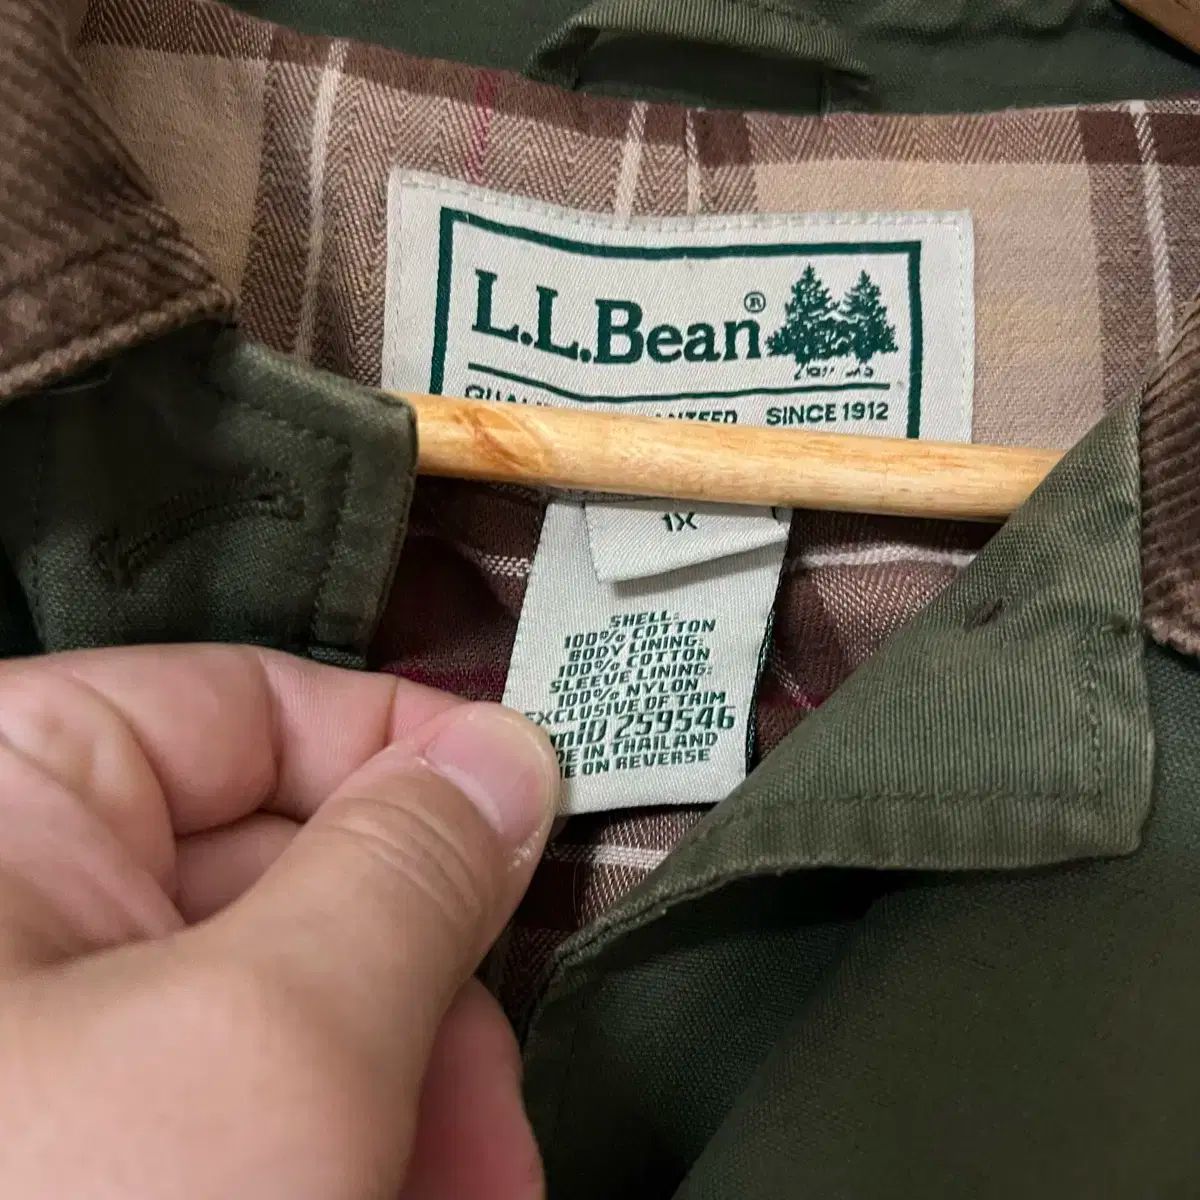 L.L.Bean®
SINCE 1912
1X
SHELL:
100% COTTON
BODY LINING:
100% COTTON
SLEEVE LINING:
100% NYLON
EXCLUSIVE OF TRIM
259546
IN THAILAND
ON REVERSE